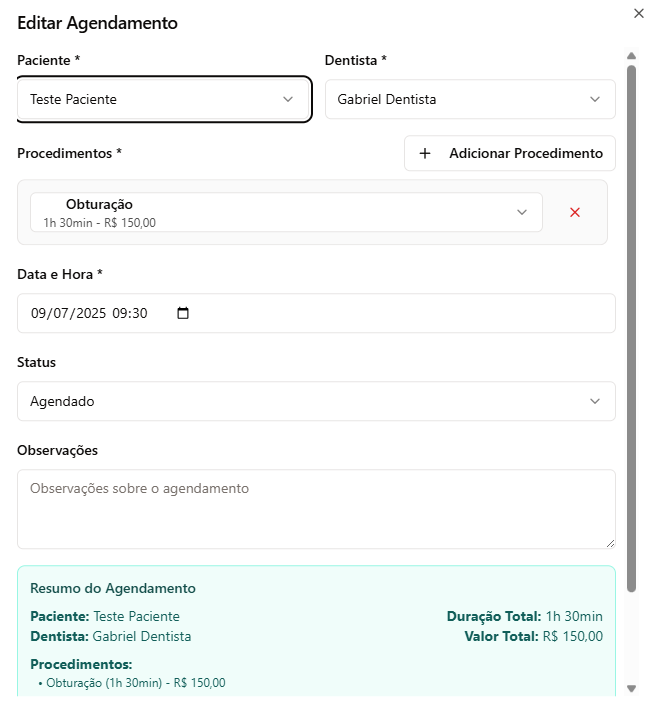 Editar Agendamento
Paciente * Dentista *
Teste Paciente Gabriel Dentista
Procedimentos * + Adicionar Procedimento
Obturação
1h 30min - R$ 150,00
Data e Hora *
09/07/2025 09:30
Status
Agendado
Observações
Observações sobre o agendamento
Resumo do Agendamento
Paciente: Teste Paciente Duração Total: 1h 30min
Dentista: Gabriel Dentista Valor Total: R$ 150,00
Procedimentos:
• Obturação (1h 30min) - R$ 150,00